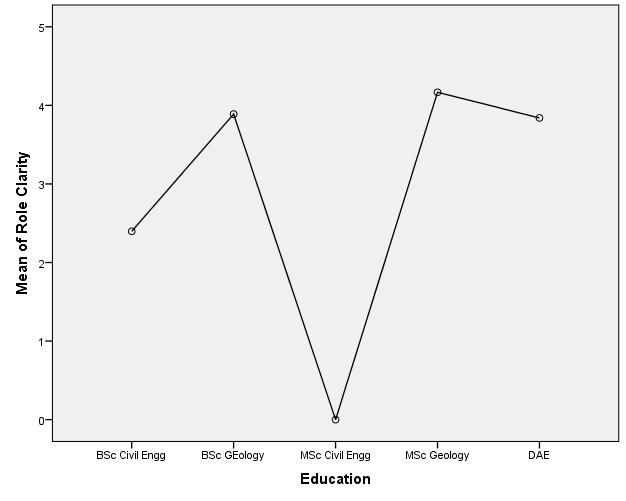 5
4
3
2
1
0
Mean of Role Clarity
BSc Civil Engg
BSc GEology
MSc Civil Engg
MSc Geology
DAE
Education